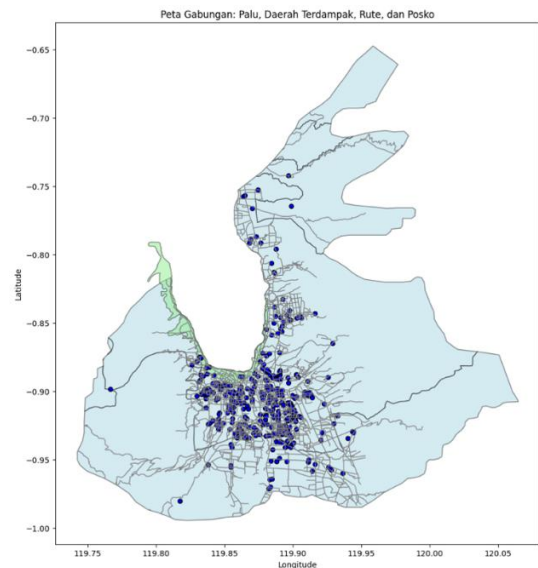 Peta Gabungan: Palu, Daerah Terdampak, Rute, dan Posko
−0.65
−0.70
−0.75
−0.80
−0.85
−0.90
−0.95
−1.00
Latitude
119.75 119.80 119.85 119.90 119.95 120.00 120.05
Longitude